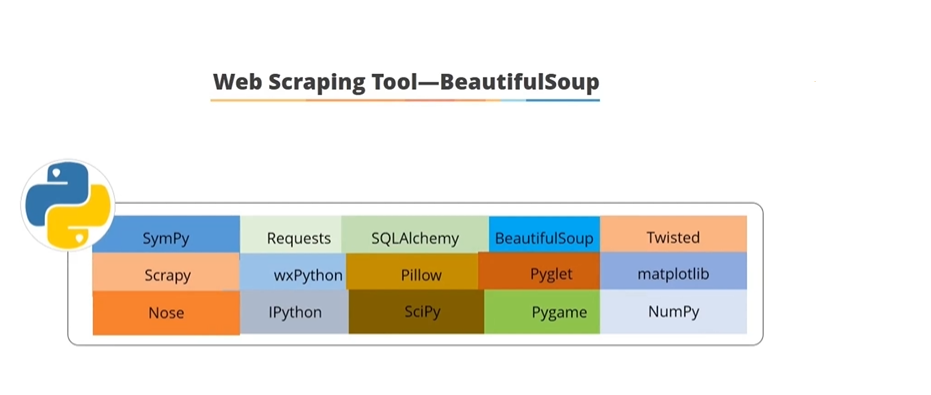 Web Scraping Tool—BeautifulSoup
SymPy Requests SQLAlchemy BeautifulSoup Twisted
Scrapy wxPython Pillow Pyglet matplotlib
Nose IPython SciPy Pygame NumPy